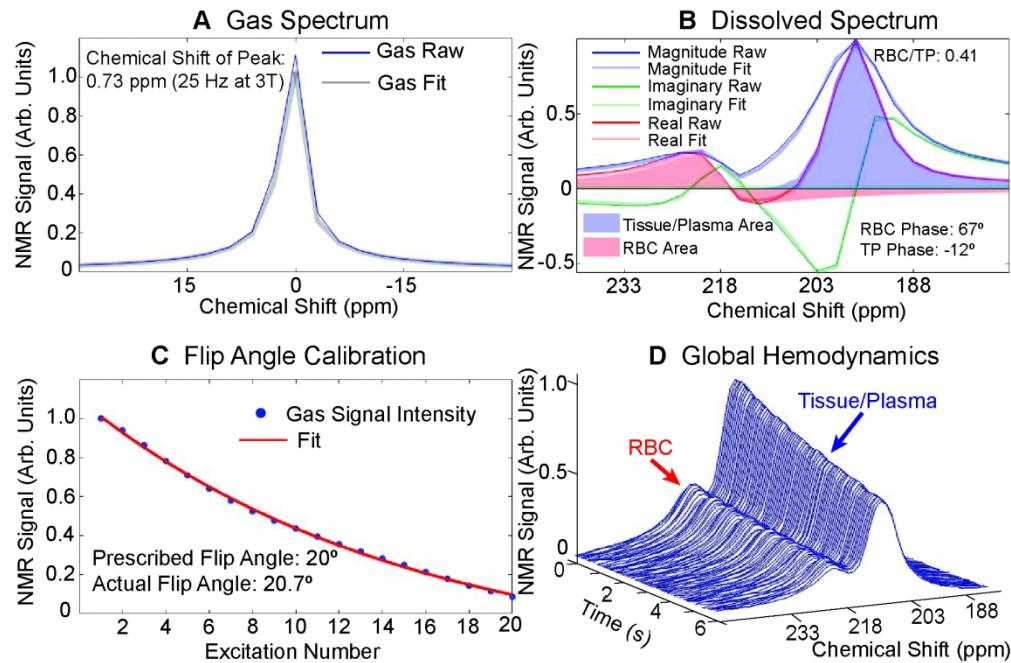 A Gas Spectrum
NMR Signal (Arb. Units)
1.0
0.8
0.6
0.4
0.2
0
Chemical Shift of Peak:
0.73 ppm (25 Hz at 3T)
Gas Raw
Gas Fit
15
0
-15
Chemical Shift (ppm)
B Dissolved Spectrum
NMR Signal (Arb. Units)
0.5
0
-0.5
Magnitude Raw
Magnitude Fit
Imaginary Raw
Imaginary Fit
Real Raw
Real Fit
RBC/TP: 0.41
Tissue/Plasma Area
RBC Area
RBC Phase: 67º
TP Phase: -12º
233
218
203
188
Chemical Shift (ppm)
C Flip Angle Calibration
NMR Signal (Arb. Units)
1.0
0.8
0.6
0.4
0.2
0
Gas Signal Intensity
Fit
Prescribed Flip Angle: 20º
Actual Flip Angle: 20.7º
2
4
6
8
10
12
14
16
18
20
Excitation Number
D Global Hemodynamics
NMR Signal (Arb. Units)
1.0
0.5
0
Tissue/Plasma
RBC
0
2
4
6
Time (s)
233
218
203
188
Chemical Shift (ppm)